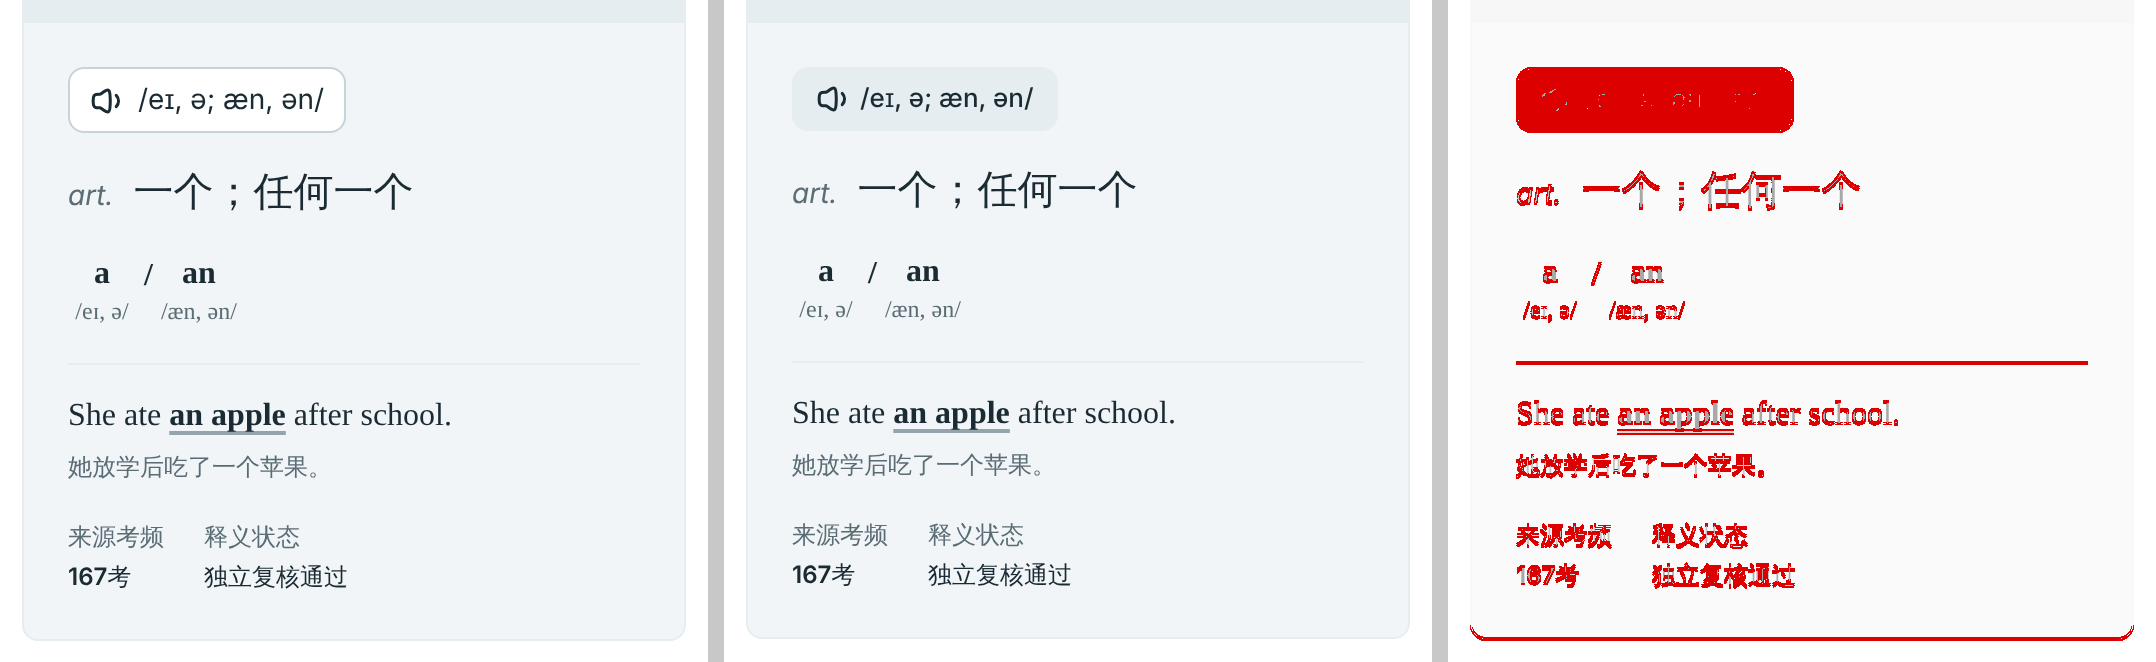 /eɪ, ə; æn, ən/
art. 一个；任何一个
a / an
/eɪ, ə/ /æn, ən/
She ate an apple after school.
她放学后吃了一个苹果。
来源考频 释义状态
167考 独立复核通过
/eɪ, ə; æn, ən/
art. 一个；任何一个
a / an
/eɪ, ə/ /æn, ən/
She ate an apple after school.
她放学后吃了一个苹果。
来源考频 释义状态
167考 独立复核通过
art. 一个；任何一个
a / an
/eɪ, ə/ /æn, ən/
She ate an apple after school.
她放学后吃了一个苹果。
来源考频 释义状态
167考 独立复核通过